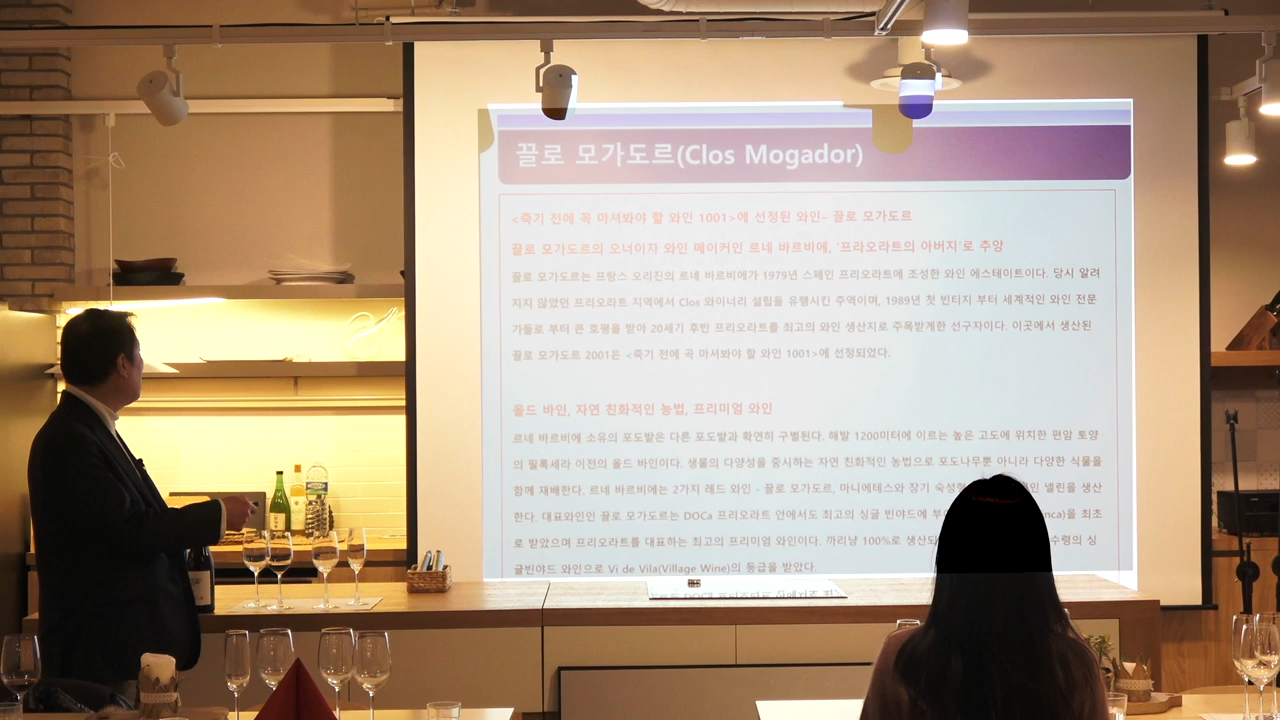 끌로 모가도르(Clos Mogador)
<죽기 전에 꼭 마셔봐야 할 와인 1001>에 선정된 와인– 끌로 모가도르
끌로 모가도르의 오너이자 와인 메이커인 르네 바르비에, ‘프라오라트의 아버지’로 추앙
끌로 모가도르는 프랑스 오리진의 르네 바르비에가 1979년 스페인 프리오라트에 조성한 와인 에스테이트이다. 당시 알려
지지 않았던 프리오라트 지역에서 Clos 와이너리 설립을 유행시킨 주역이며, 1989년 첫 빈티지 부터 세계적인 와인 전문
가들로 부터 큰 호평을 받아 20세기 후반 프리오라트를 최고의 와인 생산지로 주목받게한 선구자이다. 이곳에서 생산된
끌로 모가도르 2001은 <죽기 전에 꼭 마셔봐야 할 와인 1001>에 선정되었다.
올드 바인, 자연 친화적인 농법, 프리미엄 와인
르네 바르비에 소유의 포도밭은 다른 포도밭과 확연히 구별된다. 해발 1200미터에 이르는 높은 고도에 위치한 편암 토양
의 필록세라 이전의 올드 바인이다. 생물의 다양성을 중시하는 자연 친화적인 농법으로 포도나무뿐 아니라 다양한 식물을
함께 재배한다. 르네 바르비에는 2가지 레드 와인 - 끌로 모가도르, 마니에테스와 장기 숙성형 인 넬린을 생산
한다. 대표와인인 끌로 모가도르는 DOCa 프리오라트 안에서도 최고의 싱글 빈야드에 부여 nca)을 최초
로 받았으며 프리오라트를 대표하는 최고의 프리미엄 와인이다. 까리냥 100%로 생산되 수령의 싱
글빈야드 와인으로 Vi de Vila(Village Wine)의 등급을 받았다.